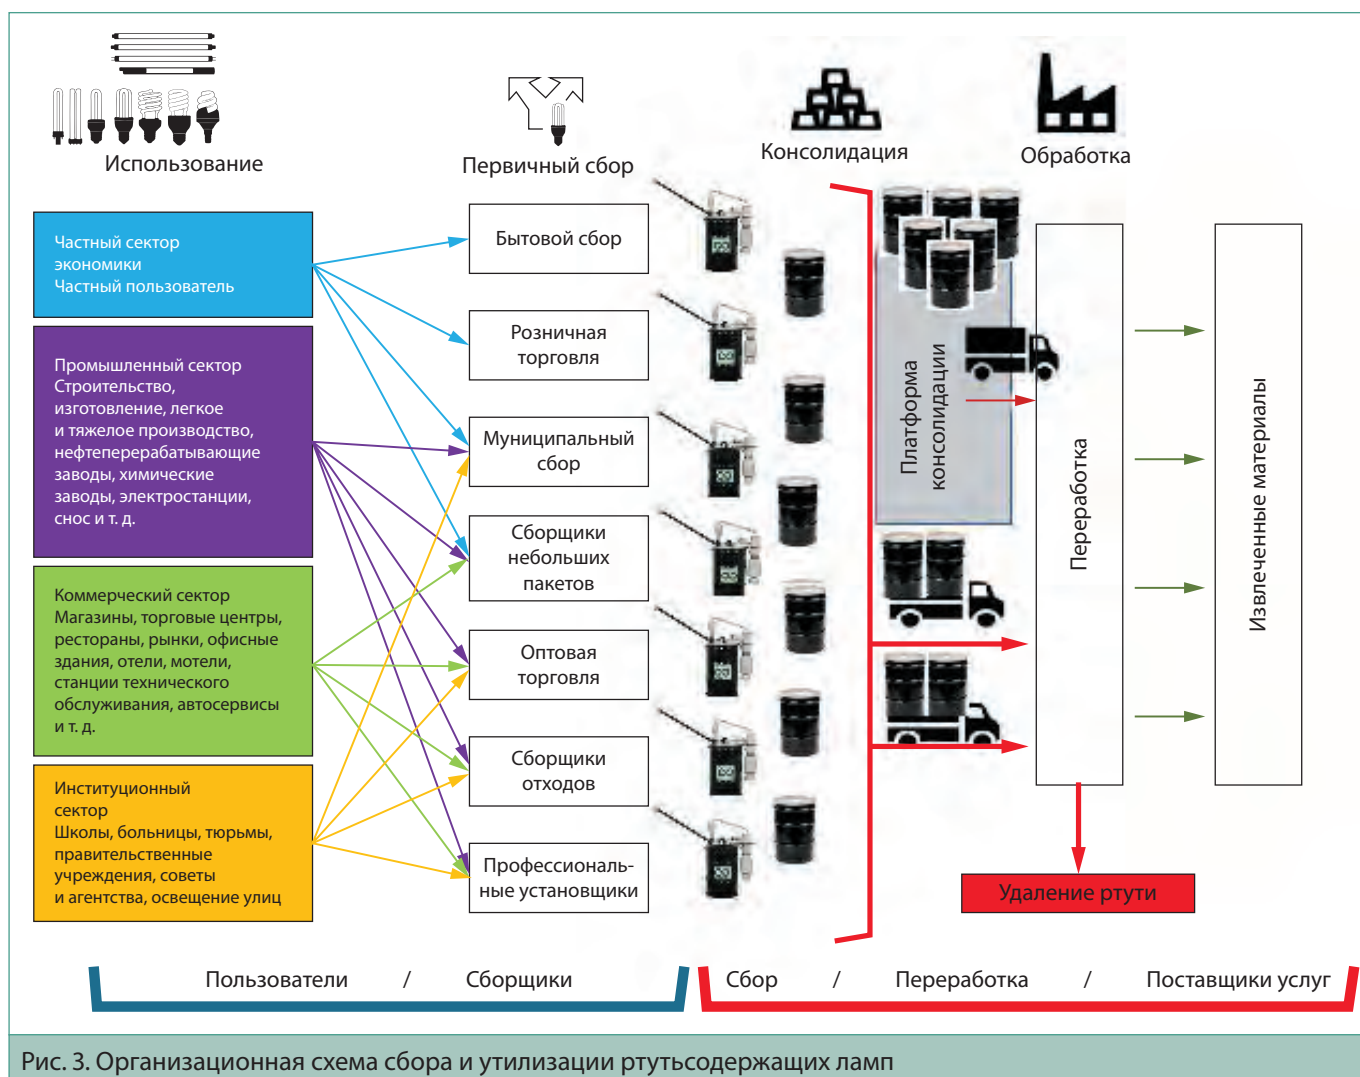 Использование
Первичный сбор
Консолидация
Обработка
Частный сектор
экономики
Частный пользователь
Промышленный сектор
Строительство,
изготовление, легкое
и тяжелое производство,
нефтеперерабатывающие
заводы, химические
заводы, электростанции,
снос и т. д.
Коммерческий сектор
Магазины, торговые центры,
рестораны, рынки, офисные
здания, отели, мотели,
станции технического
обслуживания, автосервисы
и т. д.
Институционный
сектор
Школы, больницы, тюрьмы,
правительственные
учреждения, советы
и агентства, освещение улиц
Бытовой сбор
Розничная
торговля
Муниципальный
сбор
Сборщики
небольших
пакетов
Оптовая
торговля
Сборщики
отходов
Профессиональ-
ные установщики
Платформа
консолидации
Переработка
Извлеченные материалы
Удаление ртути
Пользователи / Сборщики
Сбор / Переработка / Поставщики услуг
Рис. 3. Организационная схема сбора и утилизации ртутьсодержащих ламп